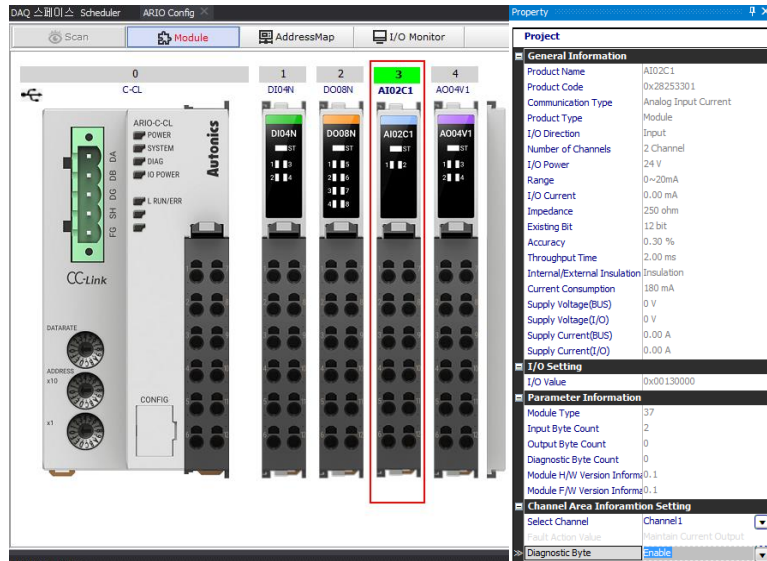 DAQ 스페이스 Scheduler ARIO Config
Scan Module AddressMap I/O Monitor
0 1 2 3 4
C-CL DI04N DO08N AI02C1 AO04V1
ARIO-C-CL
POWER
SYSTEM
DIAG
IO POWER
L RUN/ERR
Autonics
DA
DB
DG
SH
FG
CC-Link
DATARATE
ADDRESS
x10
x1
CONFIG
DI04N
ST
1 3
2 4
DO08N
ST
1 5
2 6
3 7
4 8
AI02C1
ST
1 2
AO04V1
ST
1 3
2 4
Property
Project
General Information
Product Name AI02C1
Product Code 0x28253301
Communication Type Analog Input Current
Product Type Module
I/O Direction Input
Number of Channels 2 Channel
I/O Power 24 V
Range 0~20mA
I/O Current 0.00 mA
Impedance 250 ohm
Existing Bit 12 bit
Accuracy 0.30 %
Throughput Time 2.00 ms
Internal/External Insulation Insulation
Current Consumption 180 mA
Supply Voltage(BUS) 0 V
Supply Voltage(I/O) 0 V
Supply Current(BUS) 0.00 A
Supply Current(I/O) 0.00 A
I/O Setting
I/O Value 0x00130000
Parameter Information
Module Type 37
Input Byte Count 2
Output Byte Count 0
Diagnostic Byte Count 0
Module H/W Version Informa 0.1
Module F/W Version Informa 0.1
Channel Area Inforamtion Setting
Select Channel Channel1
Fault Action Value Maintain Current Output
Diagnostic Byte Enable